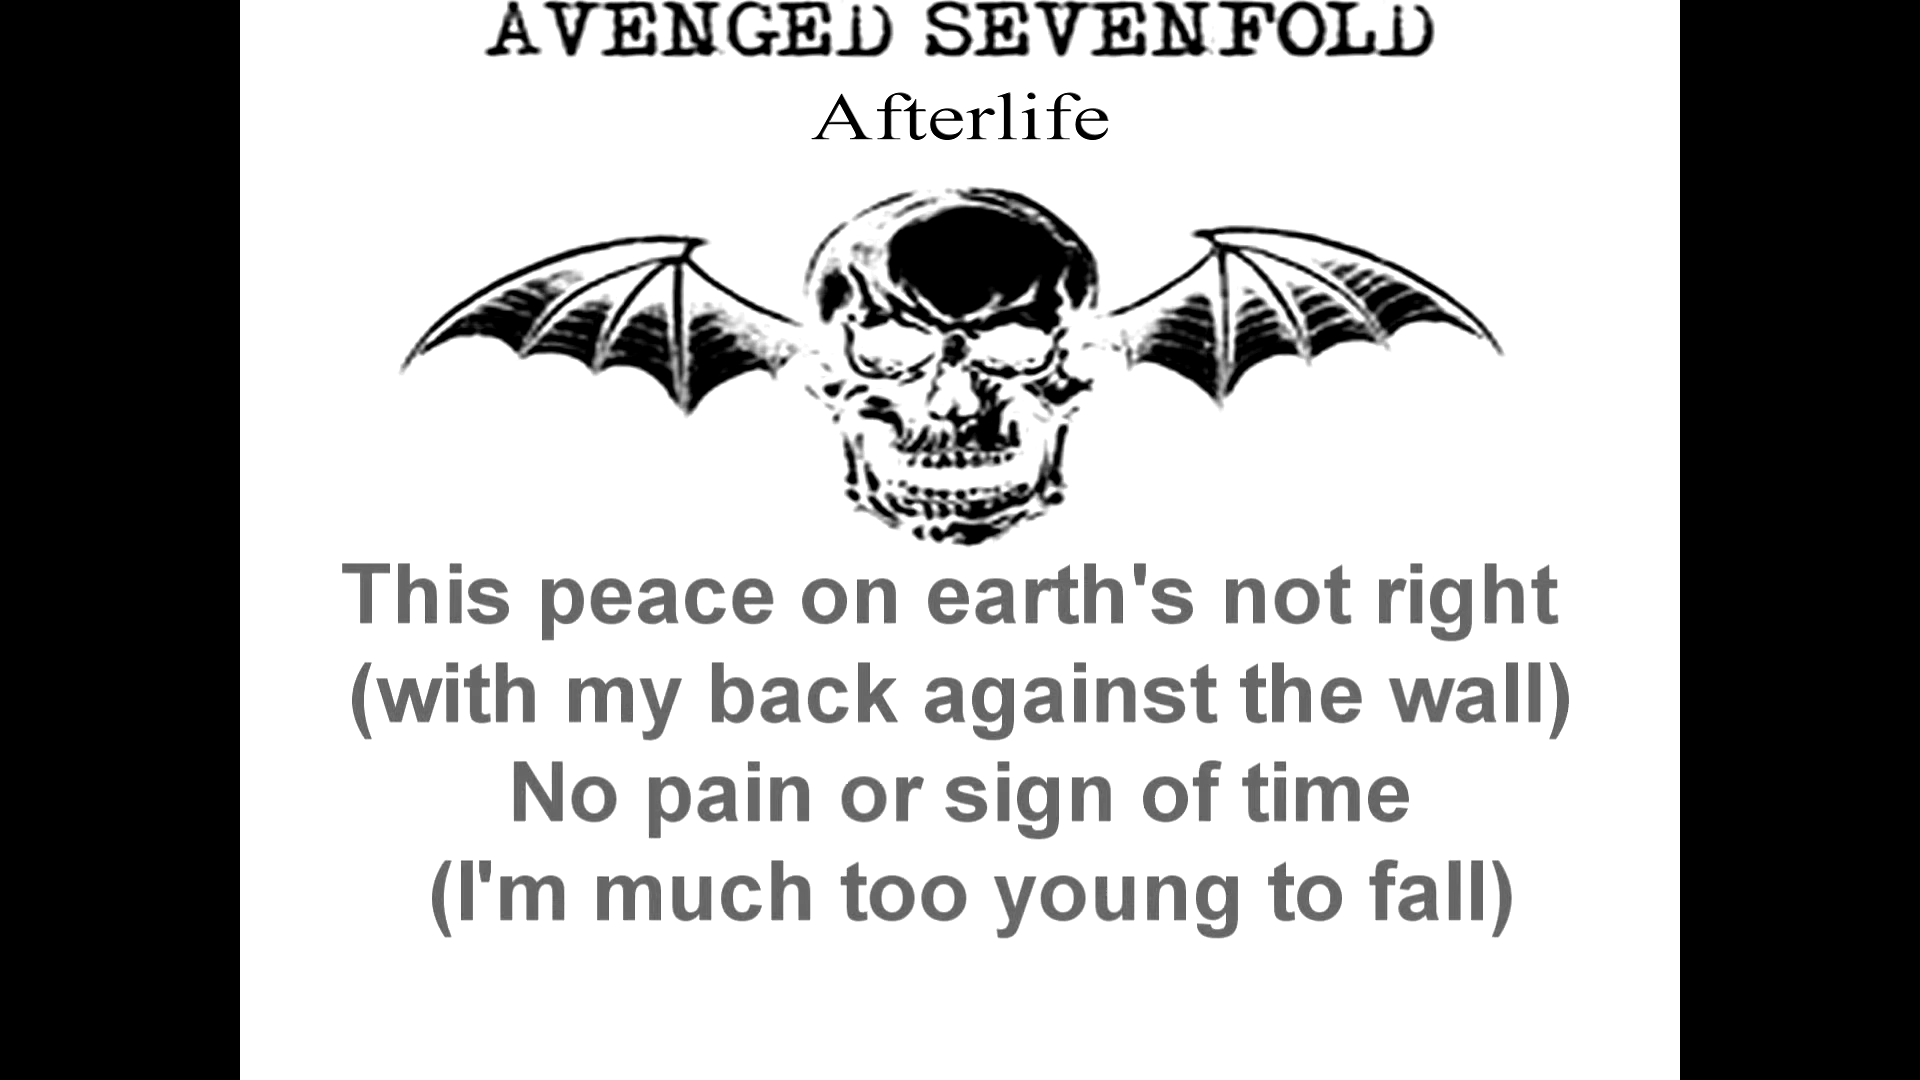 AVENGED SEVENFOLD
Afterlife
This peace on earth's not right
(with my back against the wall)
No pain or sign of time
(I'm much too young to fall)